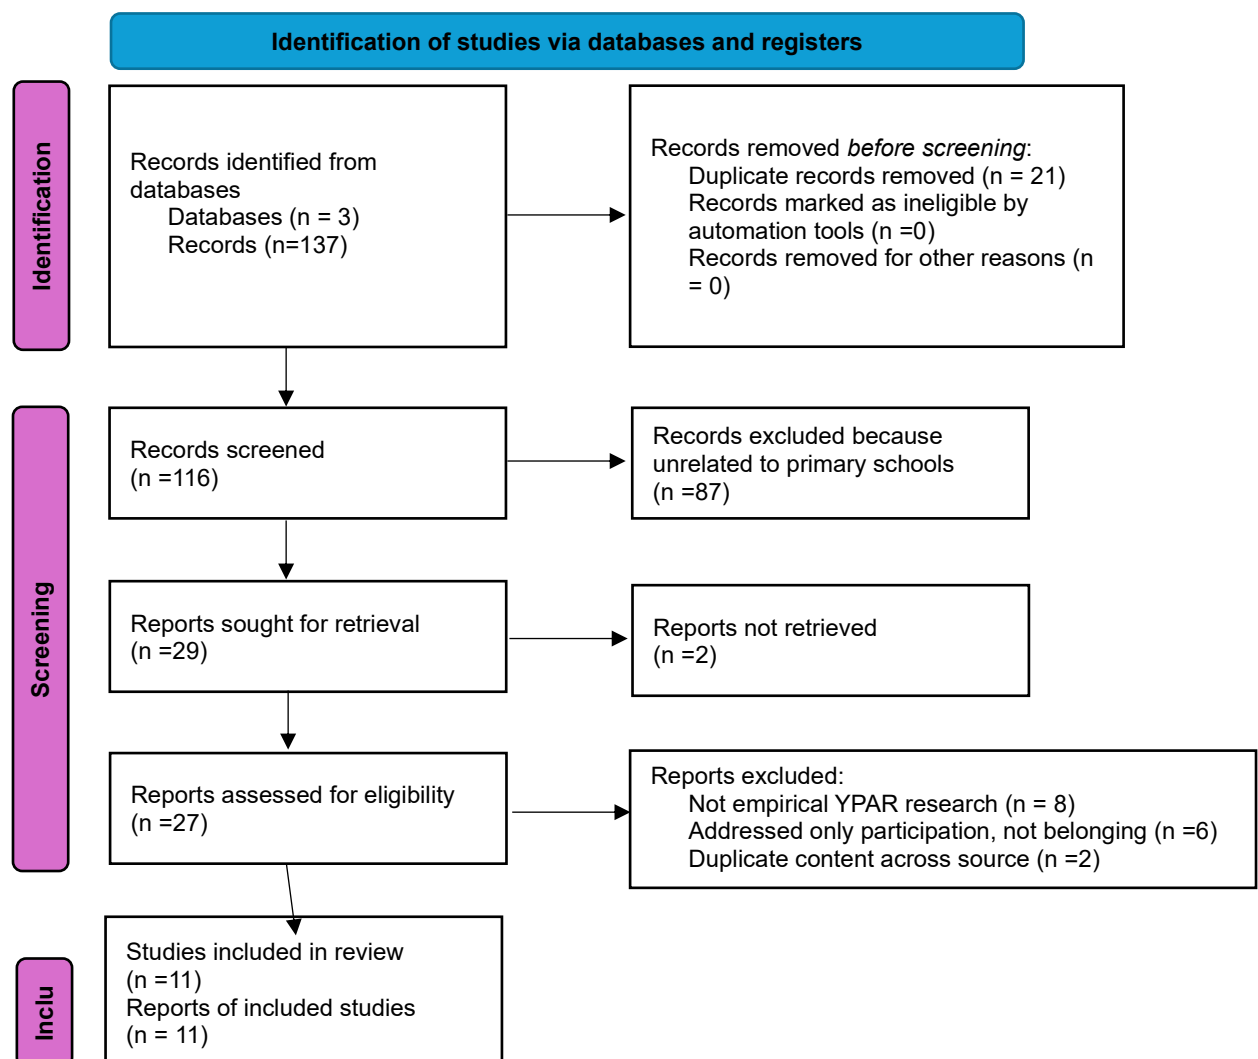 Identification of studies via databases and registers
Identification
Records identified from
databases
Databases (n = 3)
Records (n=137)
Records removed before screening:
Duplicate records removed (n = 21)
Records marked as ineligible by
automation tools (n =0)
Records removed for other reasons (n
= 0)
Screening
Records screened
(n =116)
Records excluded because
unrelated to primary schools
(n =87)
Reports sought for retrieval
(n =29)
Reports not retrieved
(n =2)
Reports assessed for eligibility
(n =27)
Reports excluded:
Not empirical YPAR research (n = 8)
Addressed only participation, not belonging (n =6)
Duplicate content across source (n =2)
Inclu
Studies included in review
(n =11)
Reports of included studies
(n = 11)